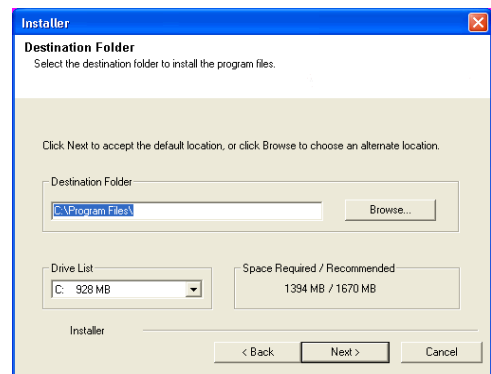 Installer
Destination Folder
Select the destination folder to install the program files.
Click Next to accept the default location, or click Browse to choose an alternate location.
Destination Folder
C:\Program Files\
Browse...
Drive List
Space Required / Recommended
C: 928 MB
1394 MB / 1670 MB
Installer
< Back
Next >
Cancel